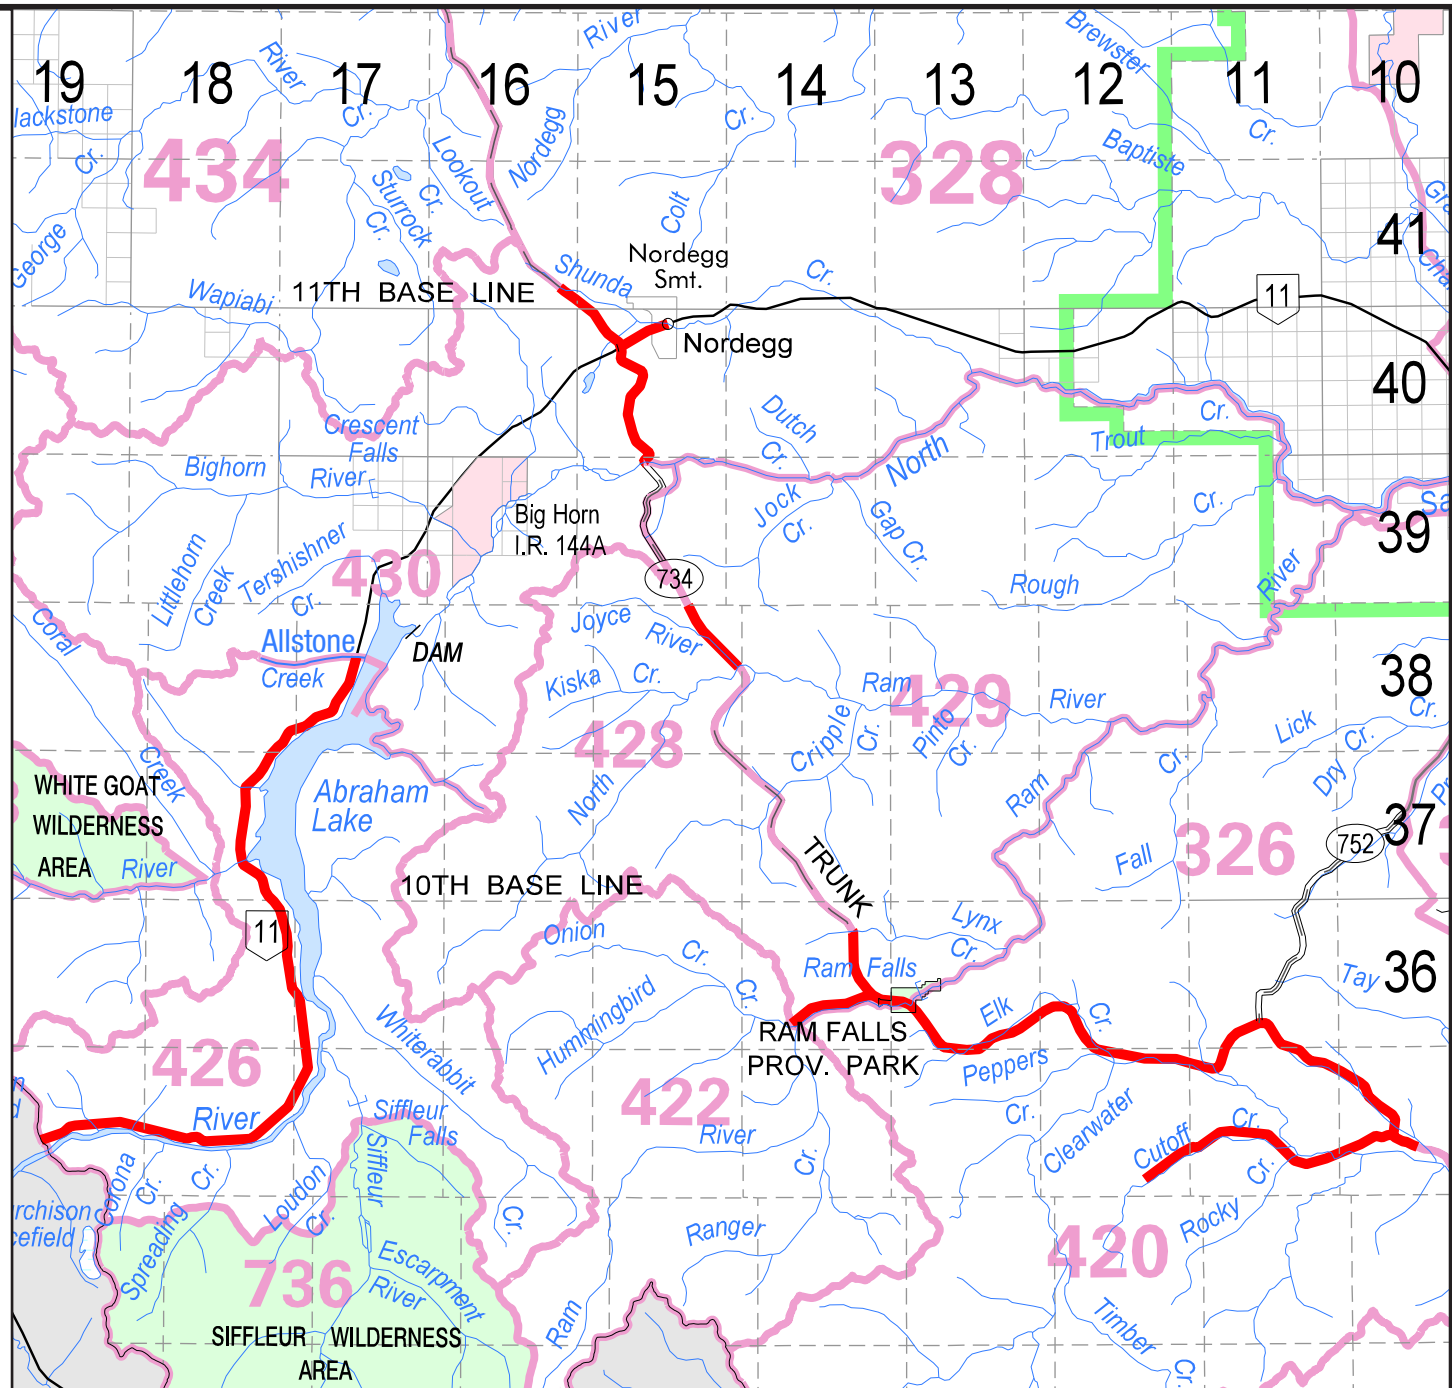 River
Brewster
19 18 17 16 15 14 13 12 11 10
River
Cr.
Cr.
Cr.
lackstone
Cr.
Lookout
Nordegg
Baptiste
434
328
Sturrock
Cr.
Cr.
Colt
41
George
Nordegg
Smt.
Shunda
Cr.
Wapiabi
11TH BASE LINE
11
Nordegg
40
Crescent
Falls
Dutch
Cr.
North
Cr.
Trout
Bighorn
River
Jock
Cr.
Gap Cr.
Cr.
Sa
Big Horn
I.R. 144A
39
Littlehorn
Creek
Tershishner
Cr.
430
734
Rough
River
Coral
Joyce
River
Allstone
Creek
DAM
Kiska
Cr.
Ram
River
38
429
Cripple
Cr.
Pinto
Cr.
Lick
Cr.
428
Creek
North
Cr.
Dry
Cr.
WHITE GOAT
WILDERNESS
AREA
Abraham
Lake
Ram
37
River
TRUNK
Fall
326
752
10TH BASE LINE
11
Onion
Cr.
Lynx
Cr.
Ram Falls
Cr.
36
Tay
Hummingbird
Elk
Cr.
RAM FALLS
PROV. PARK
Whiterabbit
426
Peppers
Cr.
422
River
Siffleur
Falls
Siffleur
River
Cr.
Clearwater
Cutoff
Cr.
Cr.
Corona
Cr.
Cr.
Spreading
Loudon
Cr.
Cr.
Ranger
Rocky
rchison
cefield
420
736
Escarpment
River
Ram
Timber
Cr.
SIFFLEUR WILDERNESS
AREA